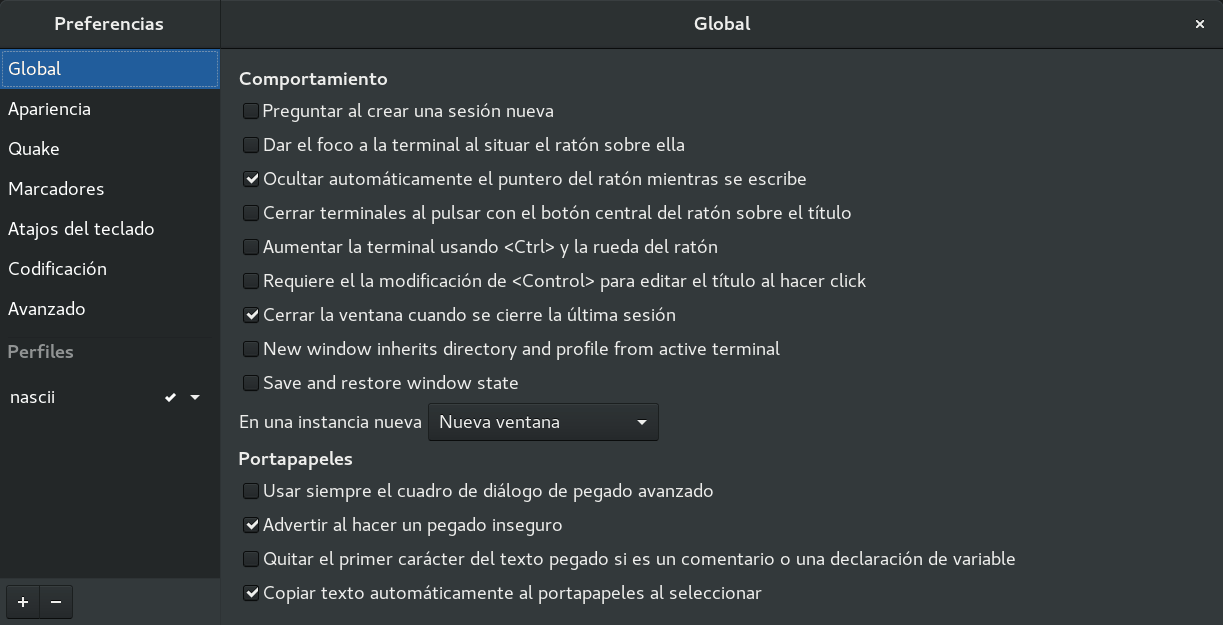 Preferencias
Global
Global
Apariencia
Quake
Marcadores
Atajos del teclado
Codificación
Avanzado
Perfiles
nascii
Comportamiento
Preguntar al crear una sesión nueva
Dar el foco a la terminal al situar el ratón sobre ella
Ocultar automáticamente el puntero del ratón mientras se escribe
Cerrar terminales al pulsar con el botón central del ratón sobre el título
Aumentar la terminal usando <Ctrl> y la rueda del ratón
Requiere el la modificación de <Control> para editar el título al hacer click
Cerrar la ventana cuando se cierre la última sesión
New window inherits directory and profile from active terminal
Save and restore window state
En una instancia nueva Nueva ventana
Portapapeles
Usar siempre el cuadro de diálogo de pegado avanzado
Advertir al hacer un pegado inseguro
Quitar el primer carácter del texto pegado si es un comentario o una declaración de variable
Copiar texto automáticamente al portapapeles al seleccionar